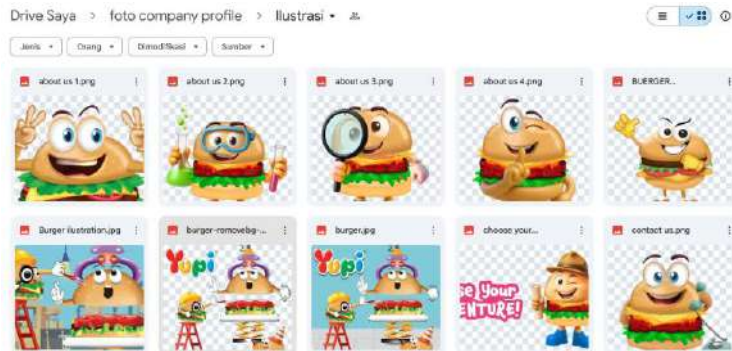 Drive Saya > foto company profile > Ilustrasi
Jenis Orang Dimodifikasi Sumber
about us 1.png
about us 2.png
about us 3.png
about us 4.png
BUERGER...
Burger ilustration.jpg
burger-removebg-...
burger.jpg
choose your...
contact us.png
Yupi
Yupi
se your
ENTURE!